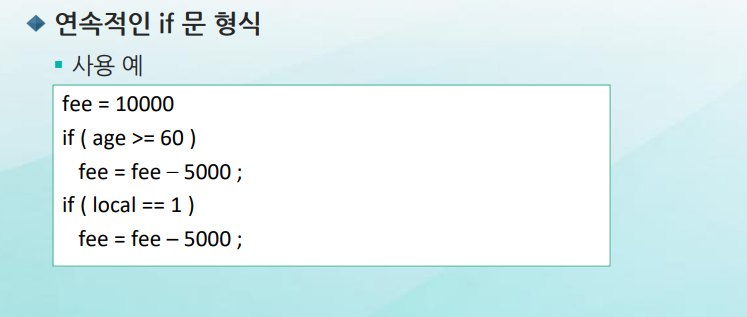 연속적인 if 문 형식
사용 예
fee = 10000
if ( age >= 60 )
fee = fee – 5000 ;
if ( local == 1 )
fee = fee – 5000 ;